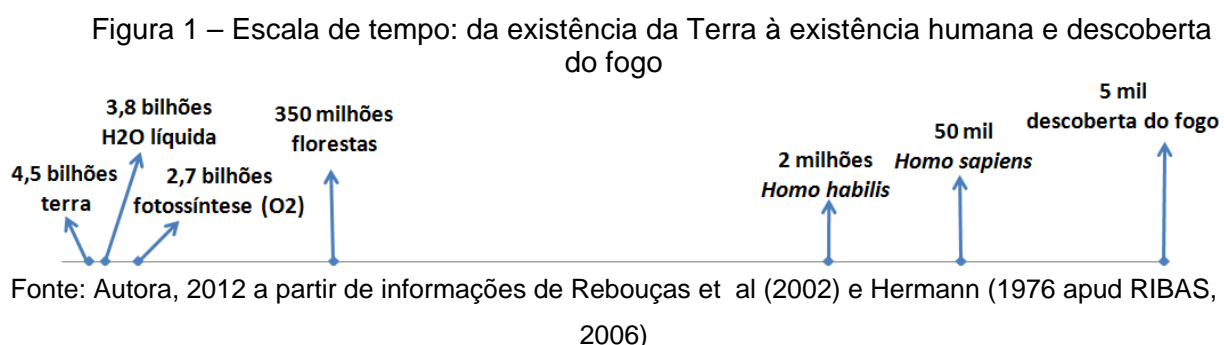 Figura 1 – Escala de tempo: da existência da Terra à existência humana e descoberta
do fogo
4,5 bilhões
terra
3,8 bilhões
H2O líquida
2,7 bilhões
fotossíntese (O2)
350 milhões
florestas
2 milhões
Homo habilis
50 mil
Homo sapiens
5 mil
descoberta do fogo
Fonte: Autora, 2012 a partir de informações de Rebouças et al (2002) e Hermann (1976 apud RIBAS,
2006)